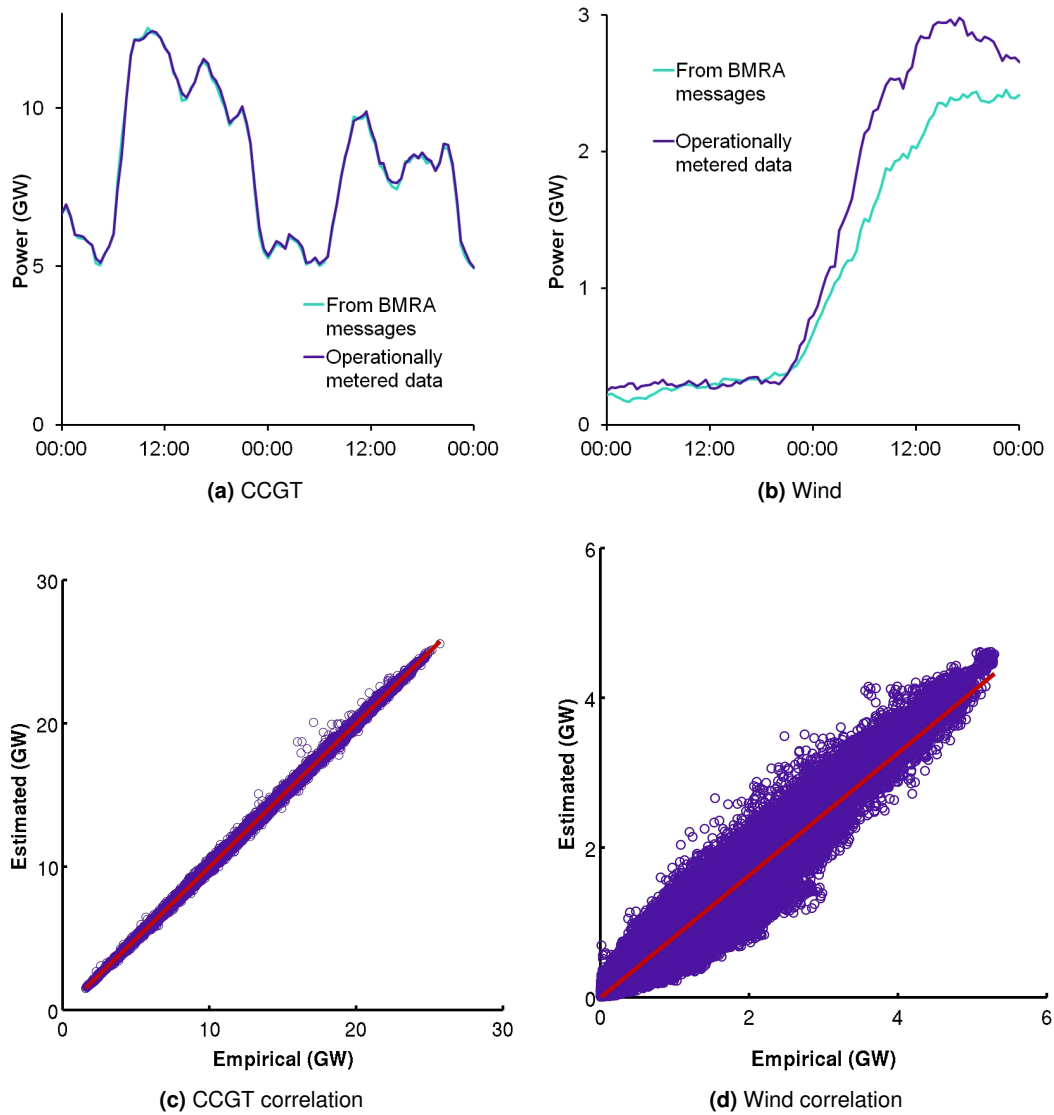 10
5
0
Power (GW)
From BMRA
messages
Operationally
metered data
00:00
12:00
00:00
12:00
00:00
(a) CCGT
3
2
1
0
Power (GW)
From BMRA
messages
Operationally
metered data
00:00
12:00
00:00
12:00
00:00
(b) Wind
30
20
10
0
Estimated (GW)
0
10
20
30
Empirical (GW)
(c) CCGT correlation
6
4
2
0
Estimated (GW)
0
2
4
6
Empirical (GW)
(d) Wind correlation